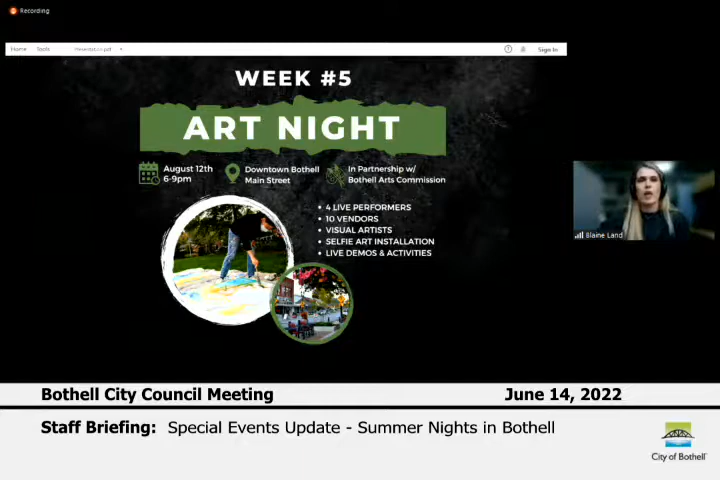 Recording
Home Tools Presentation.pdf
Sign In
WEEK #5
ART NIGHT
August 12th
6-9pm
Downtown Bothell
Main Street
In Partnership w/
Bothell Arts Commission
• 4 LIVE PERFORMERS
• 10 VENDORS
• VISUAL ARTISTS
• SELFIE ART INSTALLATION
• LIVE DEMOS & ACTIVITIES
Blaine Land
Bothell City Council Meeting June 14, 2022
Staff Briefing: Special Events Update - Summer Nights in Bothell
City of Bothell